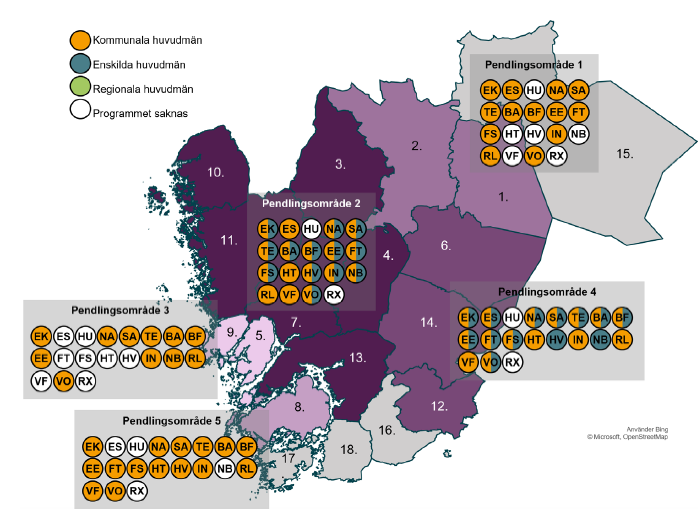 Kommunala huvudmän
Enskilda huvudmän
Regionala huvudmän
Programmet saknas
Pendlingsområde 1
EK ES HU NA SA
TE BA BF EE FT
FS HT HV IN NB
RL VF VO RX
2.
3.
15.
10.
1.
Pendlingsområde 2
EK ES HU NA SA
TE BA BF EE FT
FS HT HV IN NB
RL VF VO RX
11.
4.
6.
Pendlingsområde 3
EK ES HU NA SA TE BA BF
EE FT FS HT HV IN NB RL
VF VO RX
9.
5.
7.
14.
Pendlingsområde 4
EK ES HU NA SA TE BA BF
EE FT FS HT HV IN NB RL
VF VO RX
13.
8.
12.
Pendlingsområde 5
EK ES HU NA SA TE BA BF
EE FT FS HT HV IN NB RL
VF VO RX
17
18.
16.
Använder Bing
© Microsoft, OpenStreetMap